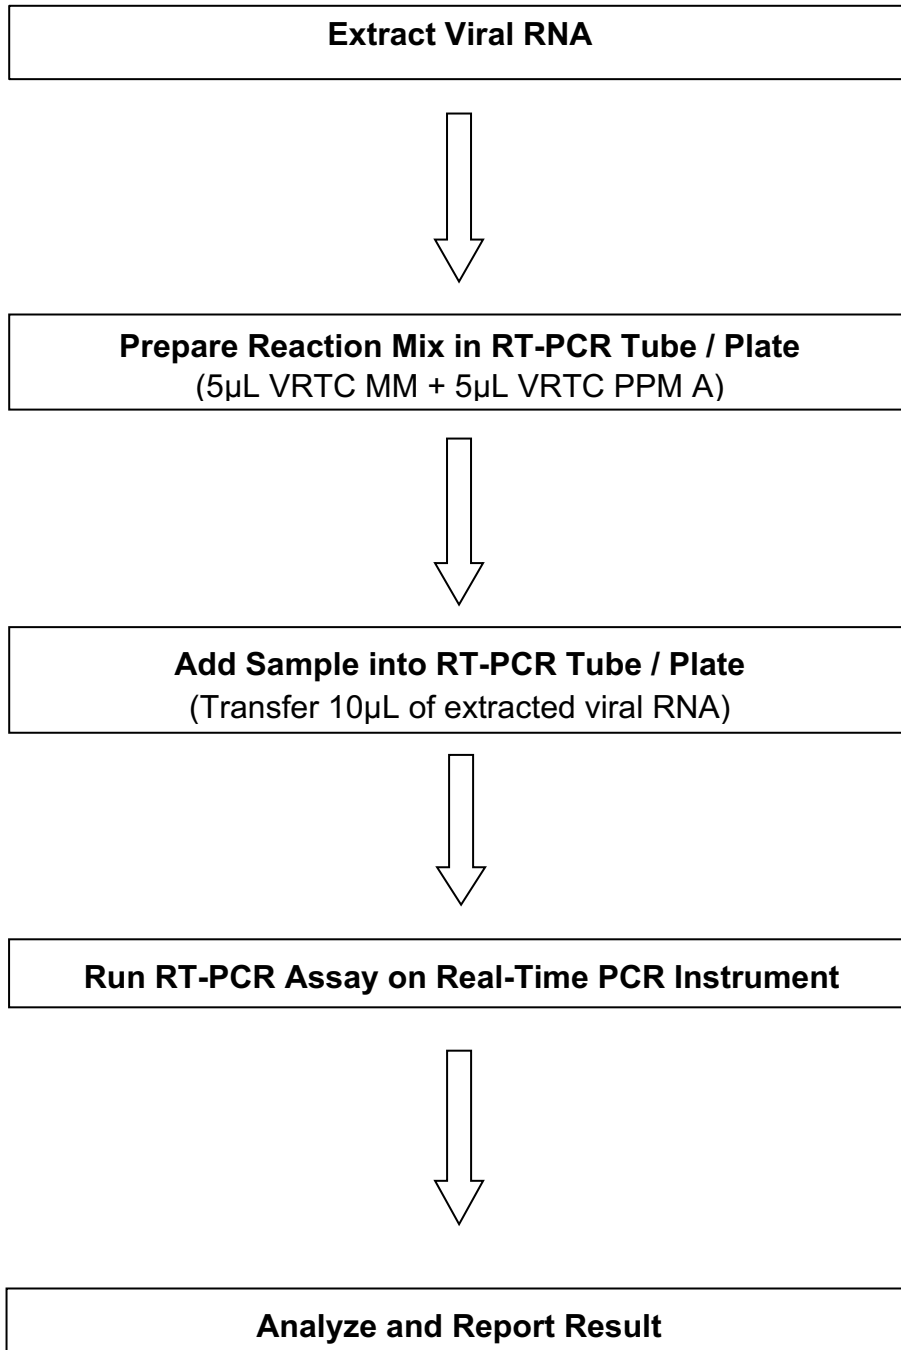 Extract Viral RNA
Prepare Reaction Mix in RT-PCR Tube / Plate
(5µL VRTC MM + 5µL VRTC PPM A)
Add Sample into RT-PCR Tube / Plate
(Transfer 10µL of extracted viral RNA)
Run RT-PCR Assay on Real-Time PCR Instrument
Analyze and Report Result